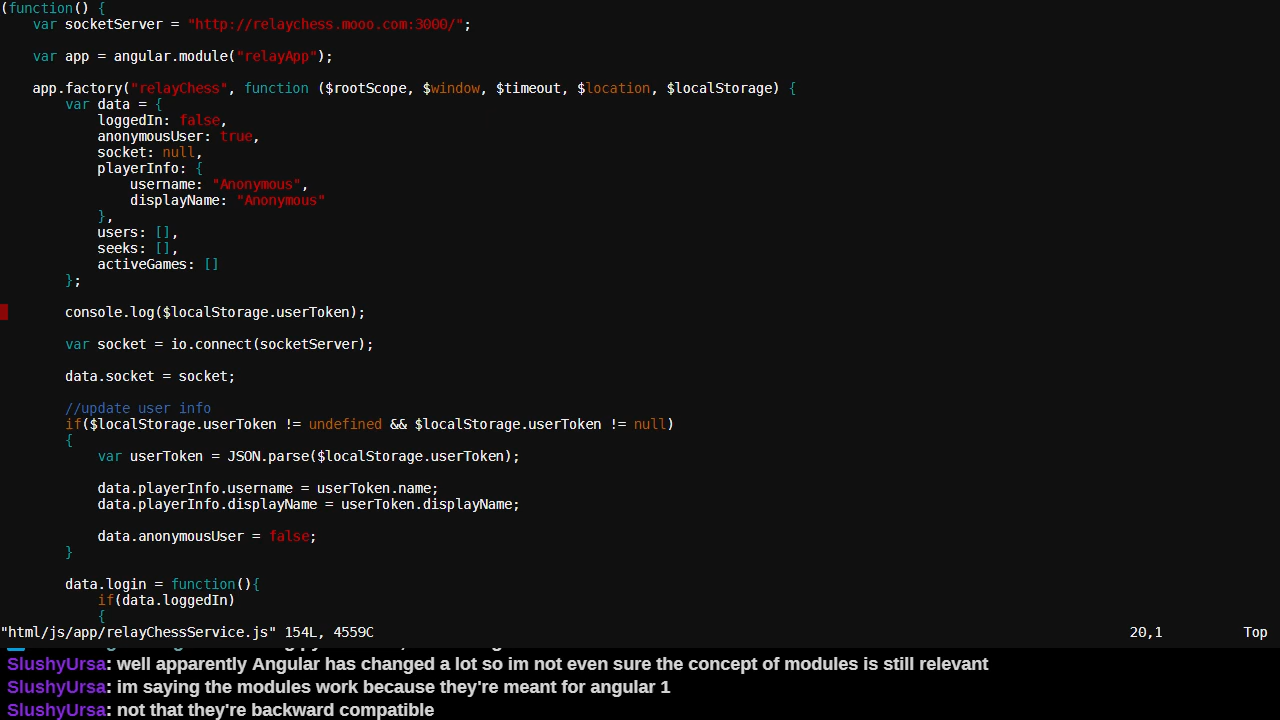 (function() {
var socketServer = "http://relaychess.mooo.com:3000/";
var app = angular.module("relayApp");
app.factory("relayChess", function ($rootScope, $window, $timeout, $location, $localStorage) {
var data = {
loggedIn: false,
anonymousUser: true,
socket: null,
playerInfo: {
username: "Anonymous",
displayName: "Anonymous"
},
users: [],
seeks: [],
activeGames: []
};
console.log($localStorage.userToken);
var socket = io.connect(socketServer);
data.socket = socket;
//update user info
if($localStorage.userToken != undefined && $localStorage.userToken != null)
{
var userToken = JSON.parse($localStorage.userToken);
data.playerInfo.username = userToken.name;
data.playerInfo.displayName = userToken.displayName;
data.anonymousUser = false;
}
data.login = function(){
if(data.loggedIn)
{
"html/js/app/relayChessService.js" 154L, 4559C 20,1 Top
SlushyUrsa: well apparently Angular has changed a lot so im not even sure the concept of modules is still relevant
SlushyUrsa: im saying the modules work because they're meant for angular 1
SlushyUrsa: not that they're backward compatible